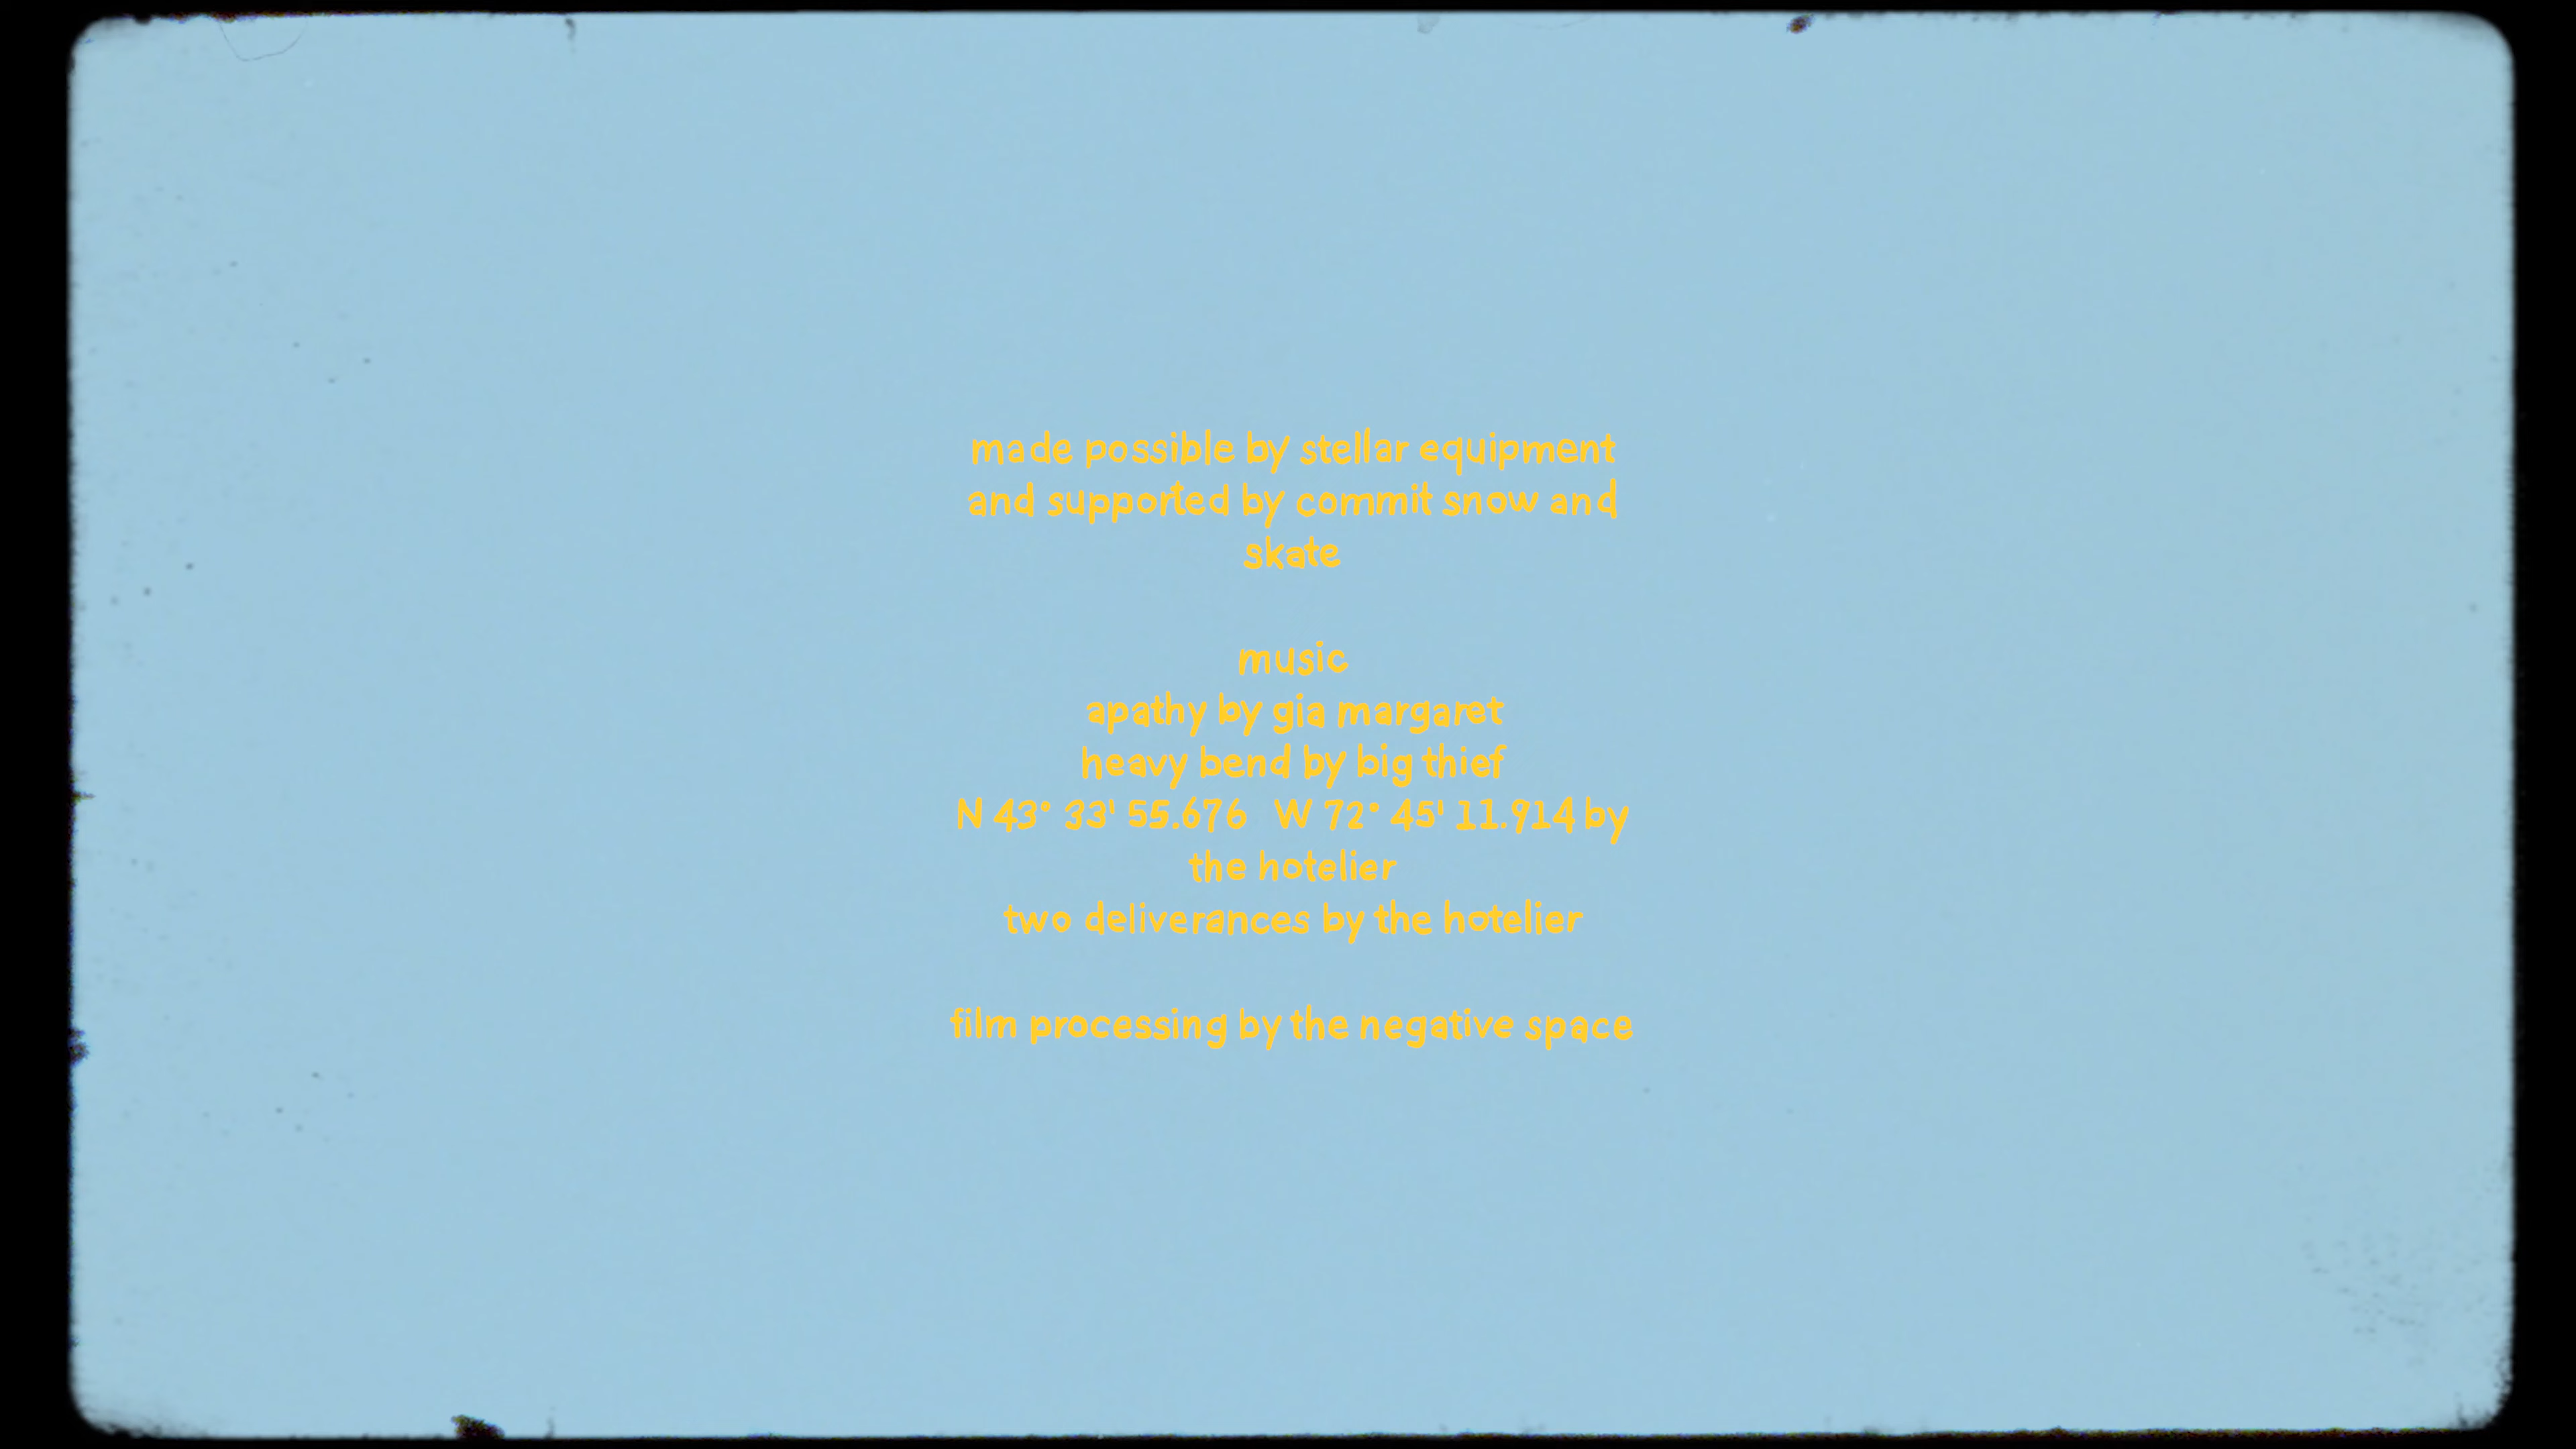 made possible by stellar equipment
and supported by commit snow and
skate
music
apathy by gia margaret
heavy bend by big thief
N 43° 33' 55.676   W 72° 45' 11.914 by
the hotelier
two deliverances by the hotelier
film processing by the negative space